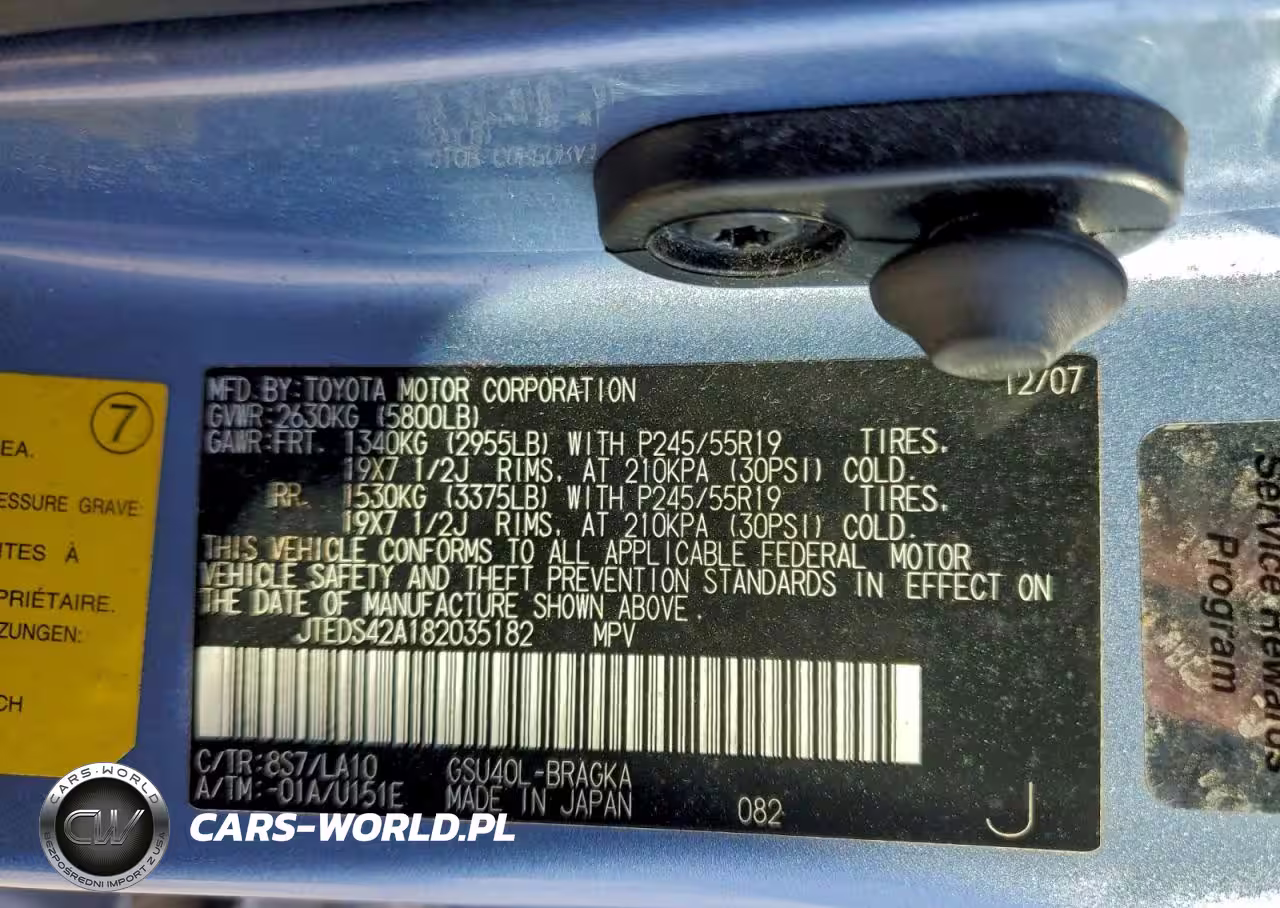 MFD. BY: TOYOTA MOTOR CORPORATION 12/07
GVWR: 2630KG (5800LB)
GAWR: FRT. 1340KG (2955LB) WITH P245/55R19 TIRES.
19X7 1/2J RIMS, AT 210KPA (30PSI) COLD.
RR. 1530KG (3375LB) WITH P245/55R19 TIRES.
19X7 1/2J RIMS, AT 210KPA (30PSI) COLD.
THIS VEHICLE CONFORMS TO ALL APPLICABLE FEDERAL MOTOR
VEHICLE SAFETY AND THEFT PREVENTION STANDARDS IN EFFECT ON
THE DATE OF MANUFACTURE SHOWN ABOVE.
JTEDS42A182035182 MPV
C/TR: 8S7/LA10 GSU40L-BRAGKA
A/TM: -01A/U151E MADE IN JAPAN 082 J
7
EA.
ESSURE GRAVE
ITES À
PRIÉTAIRE.
ZUNGEN:
CH
Service Rewards
Program
CARS-WORLD
CW
BEZPOŚREDNI IMPORT Z USA
CARS-WORLD.PL